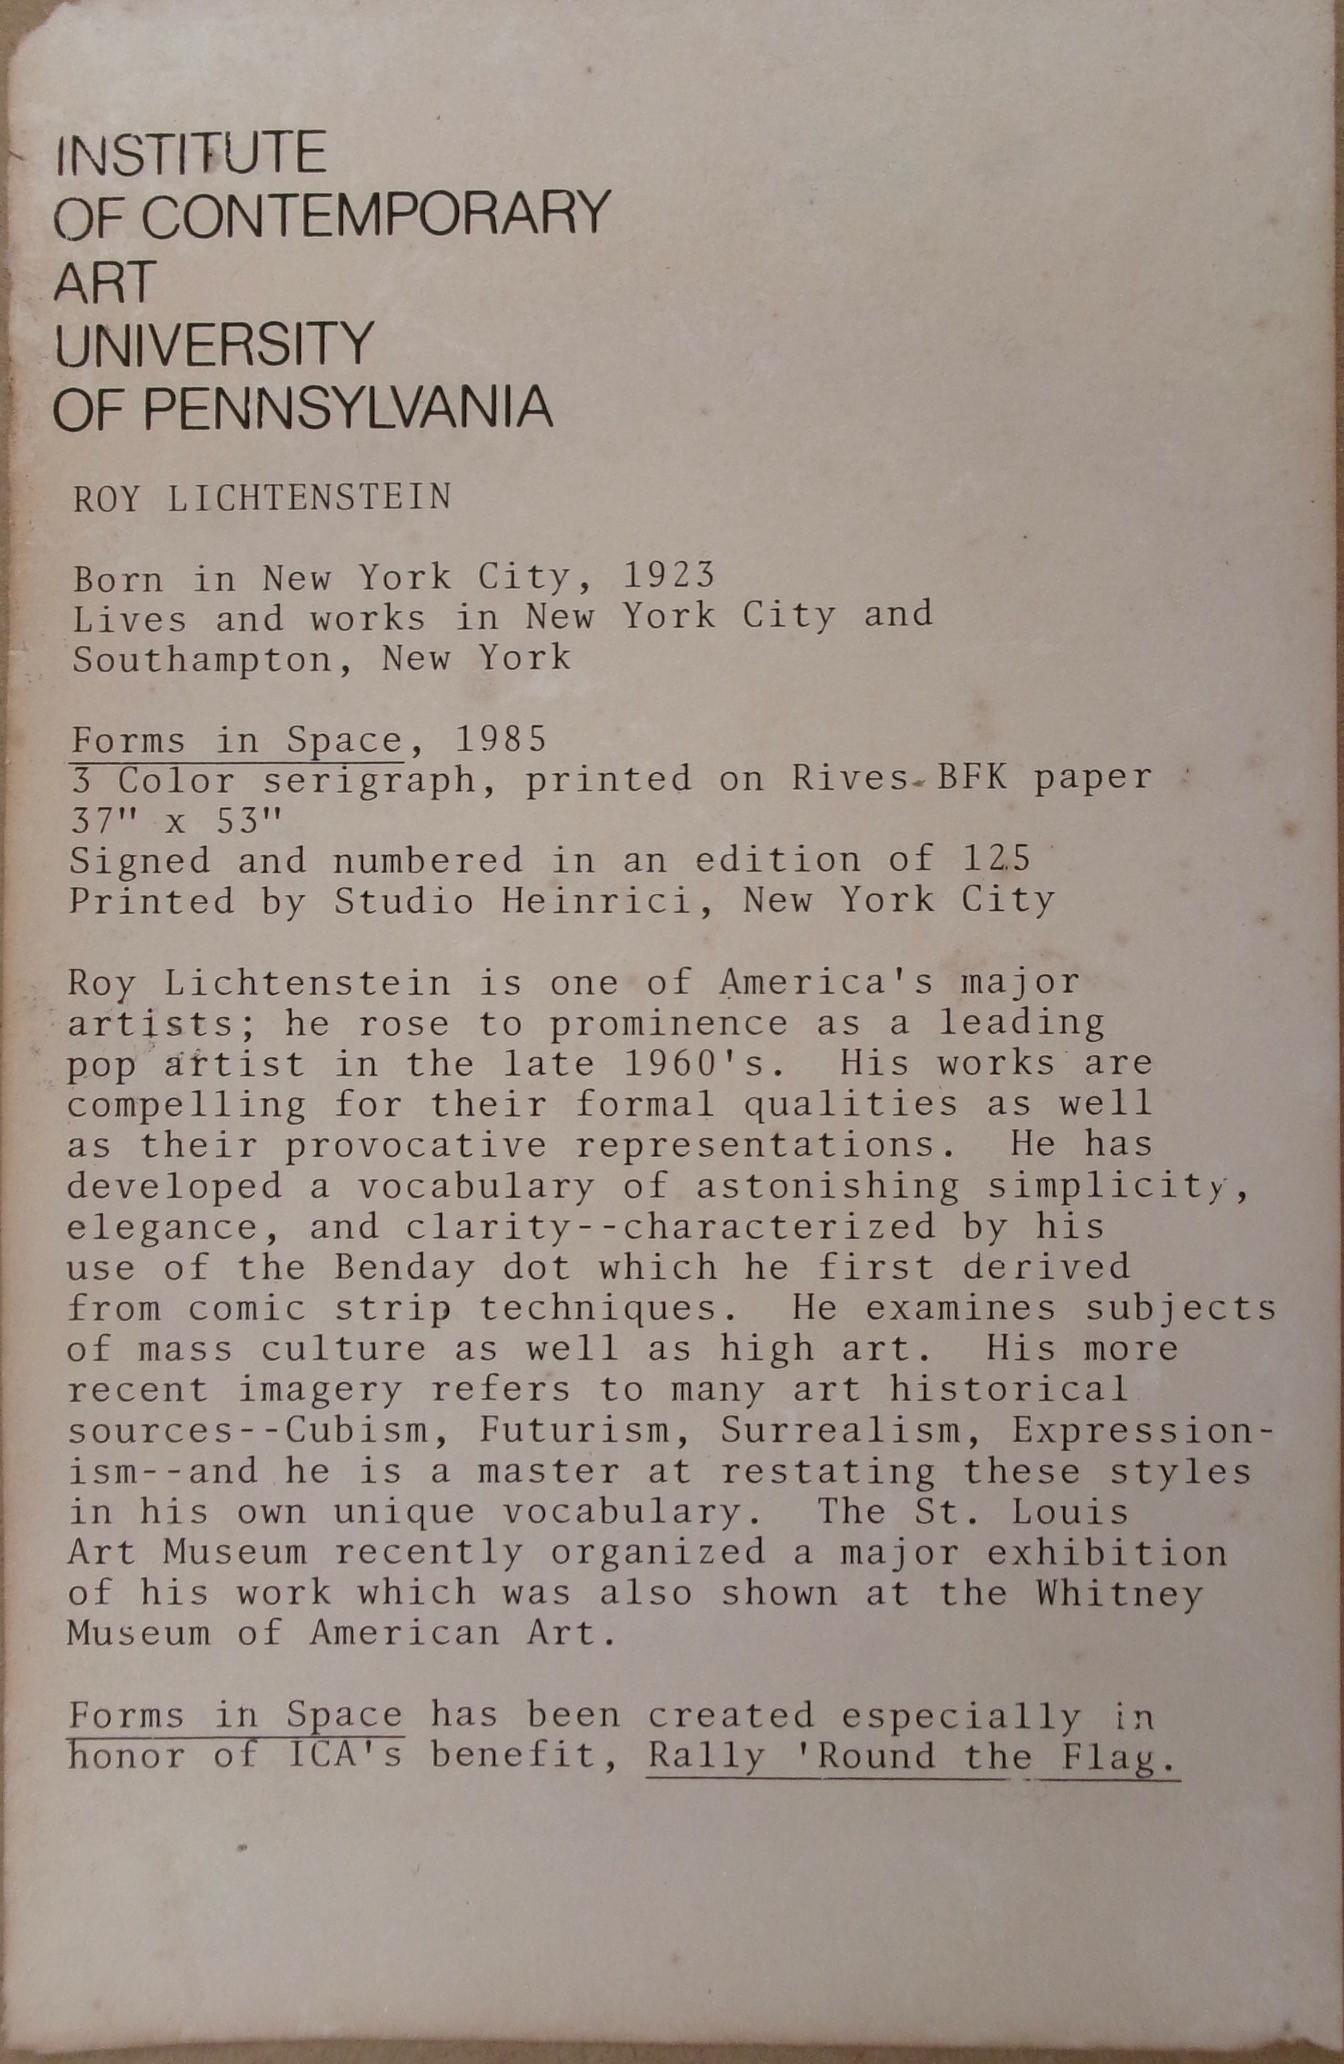 INSTITUTE
OF CONTEMPORARY
ART
UNIVERSITY
OF PENNSYLVANIA
ROY LICHTENSTEIN
Born in New York City, 1923
Lives and works in New York City and
Southampton, New York
Forms in Space, 1985
3 Color serigraph, printed on Rives BFK paper
37" x 53"
Signed and numbered in an edition of 125
Printed by Studio Heinrici, New York City
Roy Lichtenstein is one of America's major
artists; he rose to prominence as a leading
pop artist in the late 1960's.  His works are
compelling for their formal qualities as well
as their provocative representations.  He has
developed a vocabulary of astonishing simplicity,
elegance, and clarity--characterized by his
use of the Benday dot which he first derived
from comic strip techniques.  He examines subjects
of mass culture as well as high art.  His more
recent imagery refers to many art historical
sources--Cubism, Futurism, Surrealism, Expression-
ism--and he is a master at restating these styles
in his own unique vocabulary.  The St. Louis
Art Museum recently organized a major exhibition
of his work which was also shown at the Whitney
Museum of American Art.
Forms in Space has been created especially in
honor of ICA's benefit, Rally 'Round the Flag.